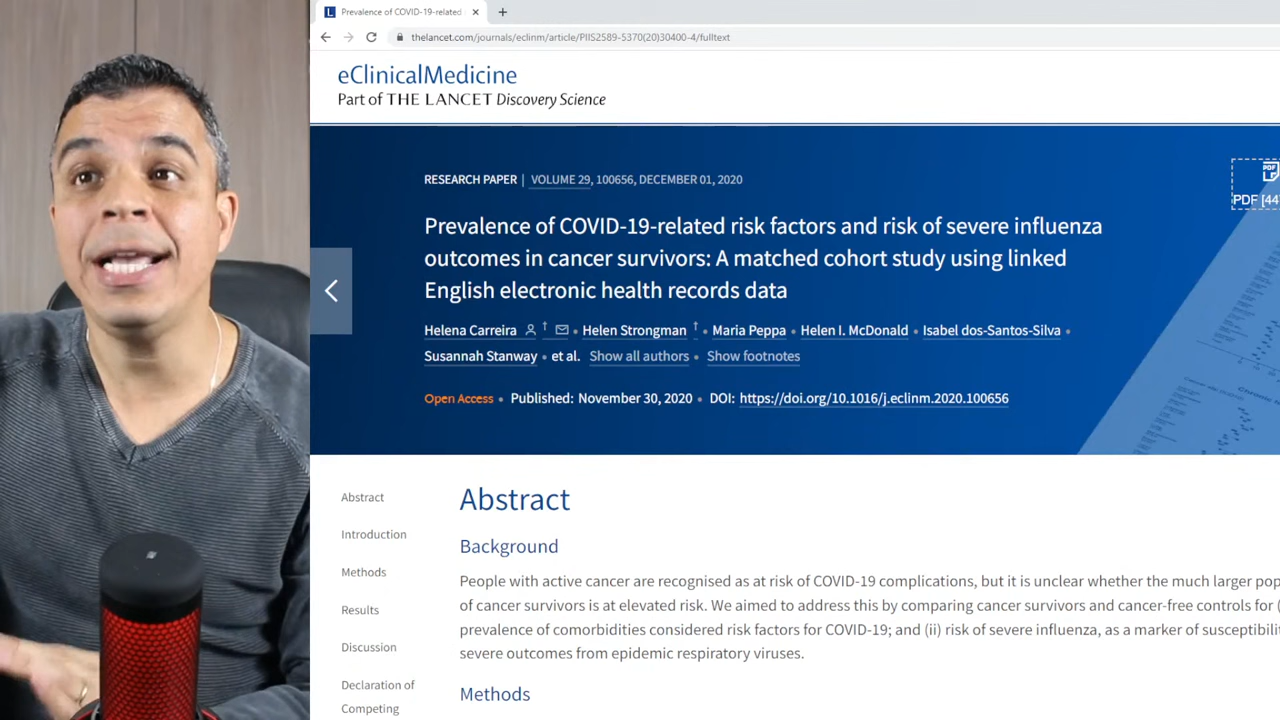 Prevalence of COVID-19-related
thelancet.com/journals/eclinm/article/PIIS2589-5370(20)30400-4/fulltext
eClinicalMedicine
Part of THE LANCET Discovery Science
RESEARCH PAPER | VOLUME 29, 100656, DECEMBER 01, 2020
PDF
PDF [44
Prevalence of COVID-19-related risk factors and risk of severe influenza
outcomes in cancer survivors: A matched cohort study using linked
English electronic health records data
Helena Carreira † • Helen Strongman † • Maria Peppa • Helen I. McDonald • Isabel dos-Santos-Silva •
Susannah Stanway • et al. Show all authors • Show footnotes
Open Access • Published: November 30, 2020 • DOI: https://doi.org/10.1016/j.eclinm.2020.100656
Abstract
Introduction
Methods
Results
Discussion
Declaration of
Competing
Abstract
Background
People with active cancer are recognised as at risk of COVID-19 complications, but it is unclear whether the much larger pop
of cancer survivors is at elevated risk. We aimed to address this by comparing cancer survivors and cancer-free controls for (
prevalence of comorbidities considered risk factors for COVID-19; and (ii) risk of severe influenza, as a marker of susceptibili
severe outcomes from epidemic respiratory viruses.
Methods